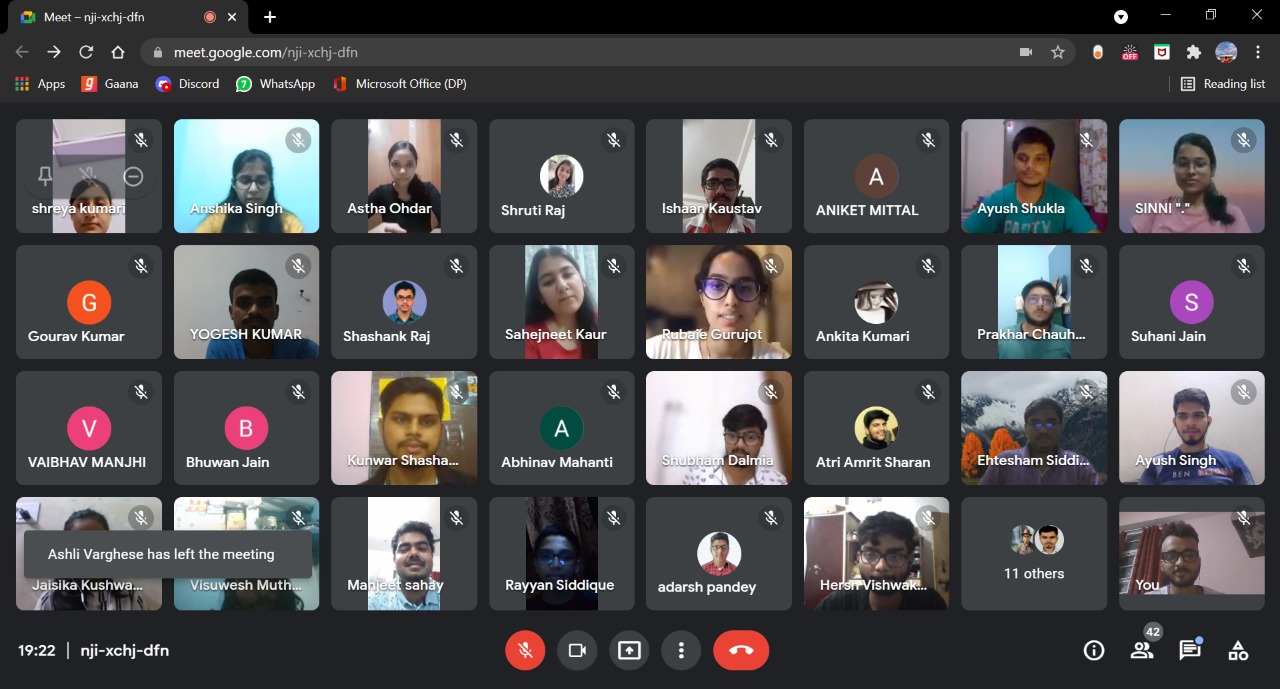 Meet – nji-xchj-dfn
meet.google.com/nji-xchj-dfn
OFF
Apps
Gaana
Discord
7
WhatsApp
Microsoft Office (DP)
Reading list
shreya kumari
Anshika Singh
Astha Ohdar
Shruti Raj
Ishaan Kaustav
A
ANIKET MITTAL
Ayush Shukla
SINNI "."
G
Gourav Kumar
YOGESH KUMAR
Shashank Raj
Sahejneet Kaur
Rubaie Gurujot
Ankita Kumari
Prakhar Chauh...
S
Suhani Jain
V
VAIBHAV MANJHI
B
Bhuwan Jain
Kunwar Shasha...
A
Abhinav Mahanti
Shubham Dalmia
Atri Amrit Sharan
Ehtesham Siddi...
Ayush Singh
Ashli Varghese has left the meeting
Jaisika Kushwa...
Visuwesh Muth...
Manjeet sahay
Rayyan Siddique
adarsh pandey
Hersh Vishwak...
11 others
You
19:22 | nji-xchj-dfn
42